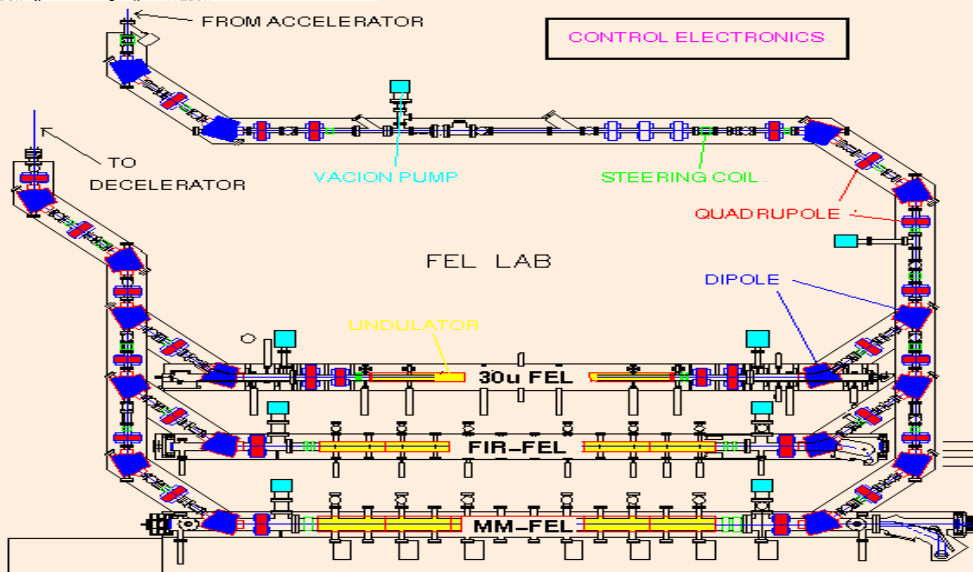 FROM ACCELERATOR
CONTROL ELECTRONICS
TO
DECELERATOR
VACION PUMP
STEERING COIL
QUADRUPOLE
FEL LAB
DIPOLE
UNDULATOR
30u FEL
FIR-FEL
MM-FEL